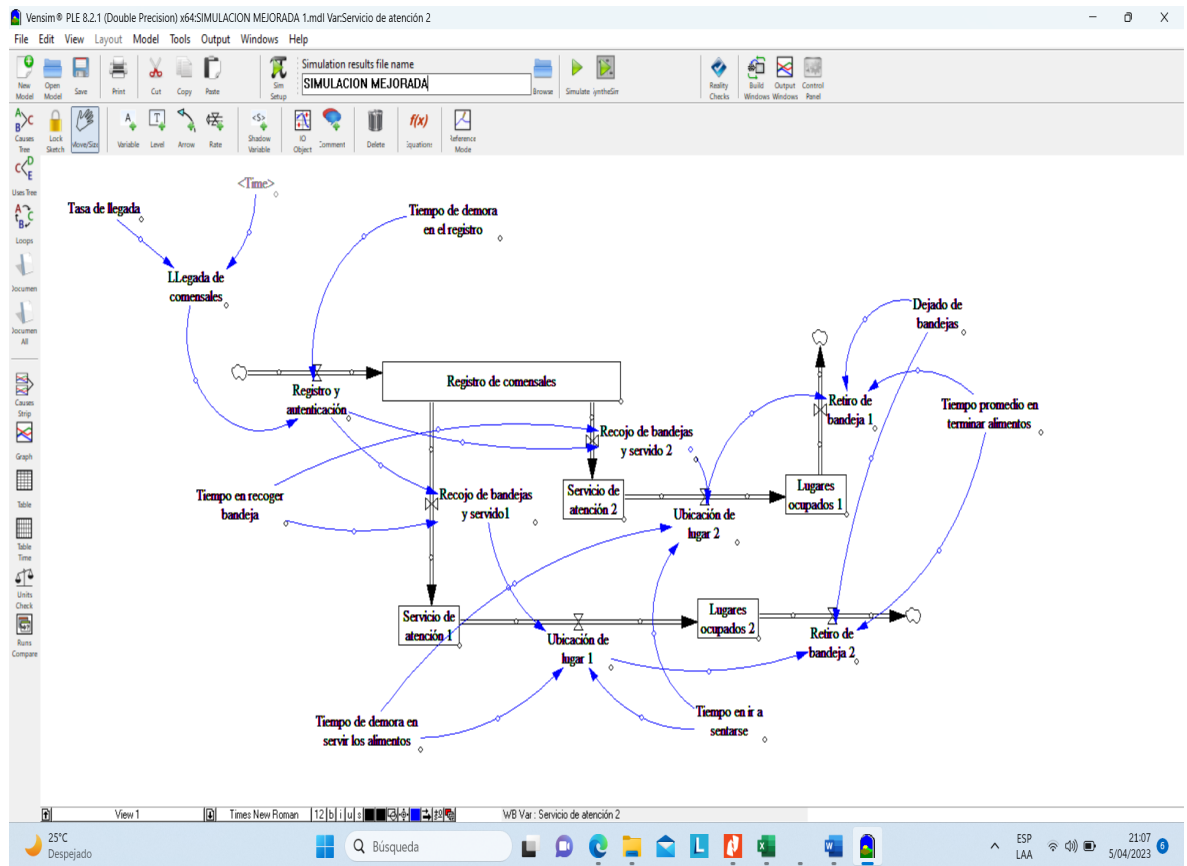 Vensim® PLE 8.2.1 (Double Precision) x64:SIMULACION MEJORADA 1.mdl Var:Servicio de atención 2
File Edit View Layout Model Tools Output Windows Help
Simulation results file name
SIMULACION MEJORADA
New Model
Open Model
Save
Print
Cut
Copy
Paste
Sim Setup
Browse
Simulate
SyntheSim
Reality Checks
Build Windows
Output Windows
Control Panel
Causes Tree
Lock Sketch
Move/Size
Variable
Level
Arrow
Rate
Shadow Variable
IO Object
Comment
Delete
Equations
Reference Mode
Uses Tree
Loops
Documen
Documen All
Causes Strip
Graph
Table
Table Time
Units Check
Runs Compare
<Time>
Tasa de llegada
Tiempo de demora
en el registro
LLegada de
comensales
Dejado de
bandejas
Registro de comensales
Registro y
autenticación
Retiro de
bandeja 1
Tiempo promedio en
terminar alimentos
Recojo de bandejas
y servido 2
Tiempo en recoger
bandeja
Recojo de bandejas
y servido1
Servicio de
atención 2
Lugares
ocupados 1
Ubicación de
lugar 2
Servicio de
atención 1
Lugares
ocupados 2
Ubicación de
lugar 1
Retiro de
bandeja 2
Tiempo de demora en
servir los alimentos
Tiempo en ir a
sentarse
View 1
Times New Roman
12 b i u s
WB Var : Servicio de atención 2
25°C
Despejado
Búsqueda
ESP
LAA
21:07
5/04/2023
6